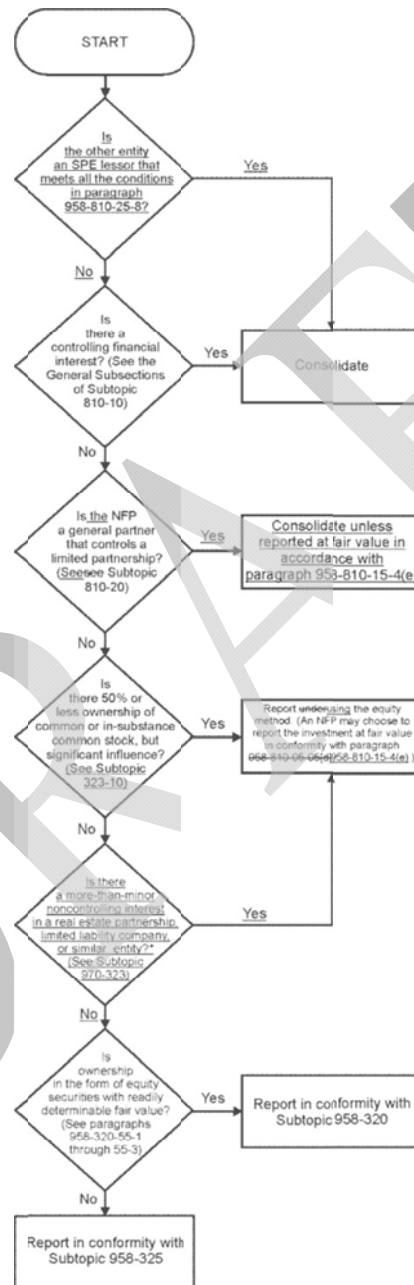 START
Is
the other entity
an SPE lessor that
meets all the conditions
in paragraph
958-810-25-8?
Yes
No
Is
there a
controlling financial
interest? (See the
General Subsections
of Subtopic
810-10)
Yes
Consolidate
No
Is the NFP
a general partner
that controls a
limited partnership?
(Seesee Subtopic
810-20)
Yes
Consolidate unless
reported at fair value in
accordance with
paragraph 958-810-15-4(e
No
Is
there 50% or
less ownership of
common or in-substance
common stock, but
significant influence?
(See Subtopic
323-10)
Yes
Report underusing the equity
method. (An NFP may choose to
report the investment at fair value
in conformity with paragraph
958-810-15-4(e) )
No
Is there
a more-than-minor
noncontrolling interest
in a real estate partnership,
limited liability company,
or similar entity?*
(See Subtopic
970-323)
Yes
No
Is
ownership
in the form of equity
securities with readily
determinable fair value?
(See paragraphs
958-320-55-1
through 55-3)
Yes
Report in conformity with
Subtopic 958-320
No
Report in conformity with
Subtopic 958-325